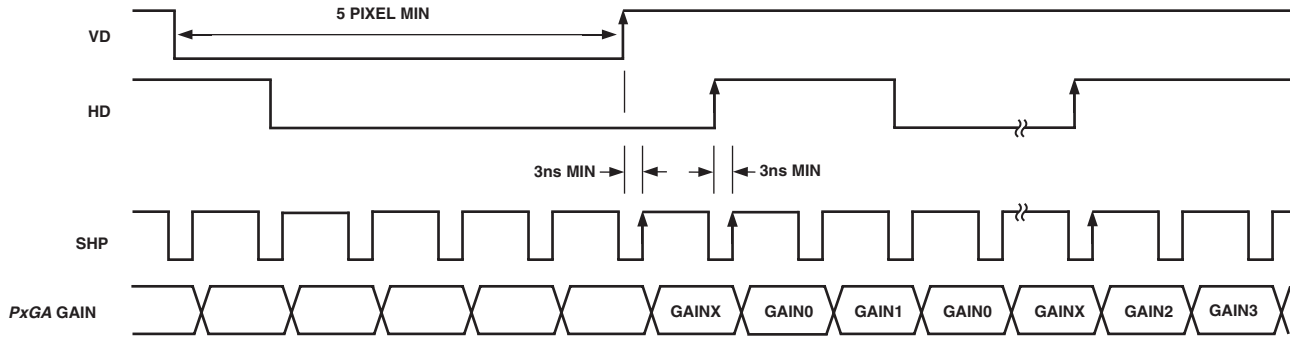 5 PIXEL MIN
VD
HD
3ns MIN 3ns MIN
SHP
PxGA GAIN GAINX GAIN0 GAIN1 GAIN0 GAINX GAIN2 GAIN3